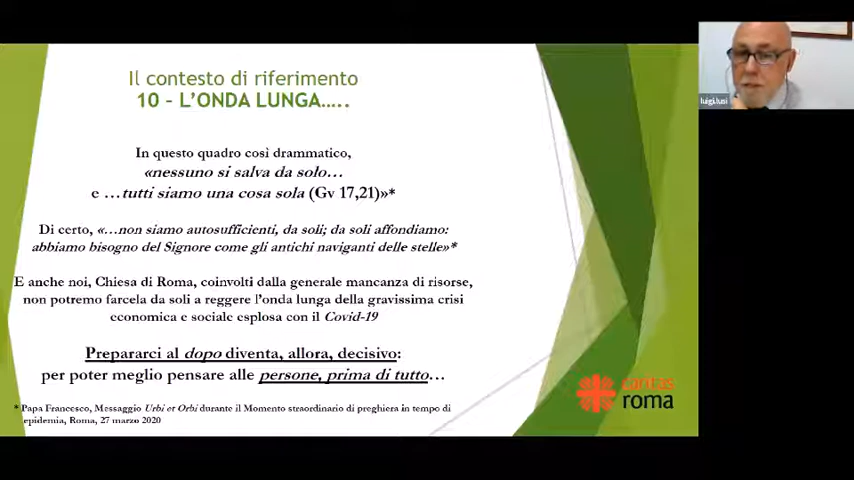 Il contesto di riferimento
10 – L'ONDA LUNGA.....
In questo quadro così drammatico,
«nessuno si salva da solo…
e …tutti siamo una cosa sola (Gv 17,21)»*
Di certo, «…non siamo autosufficienti, da soli; da soli affondiamo:
abbiamo bisogno del Signore come gli antichi naviganti delle stelle»*
E anche noi, Chiesa di Roma, coinvolti dalla generale mancanza di risorse,
non potremo farcela da soli a reggere l'onda lunga della gravissima crisi
economica e sociale esplosa con il Covid-19
Prepararci al dopo diventa, allora, decisivo:
per poter meglio pensare alle persone, prima di tutto…
* Papa Francesco, Messaggio Urbi et Orbi durante il Momento straordinario di preghiera in tempo di
epidemia, Roma, 27 marzo 2020
caritas
roma
luigi.lusi